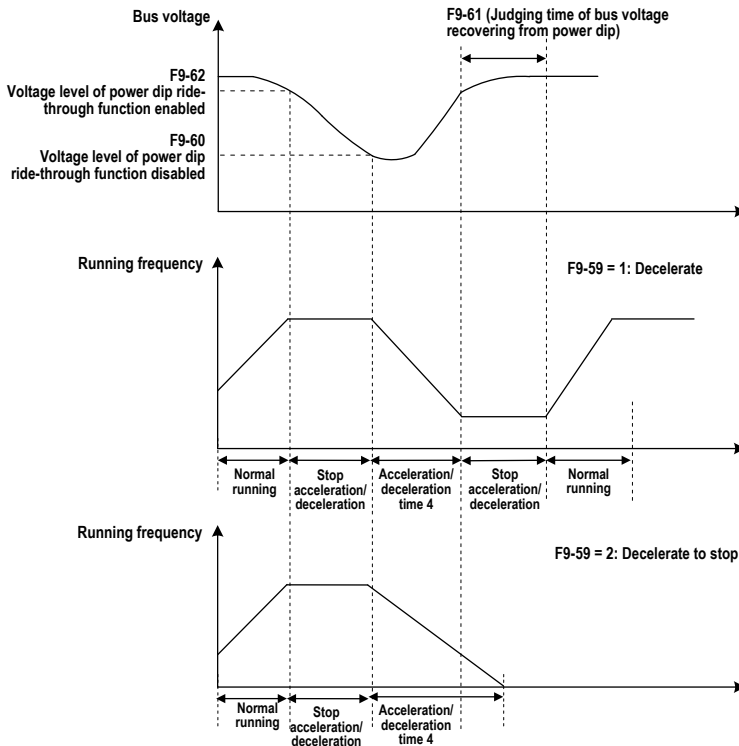 Bus voltage
F9-61 (Judging time of bus voltage
recovering from power dip)
F9-62
Voltage level of power dip ride-
through function enabled
F9-60
Voltage level of power dip
ride-through function disabled
Running frequency
F9-59 = 1: Decelerate
Normal
running
Stop
acceleration/
deceleration
Acceleration/
deceleration
time 4
Stop
acceleration/
deceleration
Normal
running
Running frequency
F9-59 = 2: Decelerate to stop
Normal
running
Stop
acceleration/
deceleration
Acceleration/
deceleration
time 4